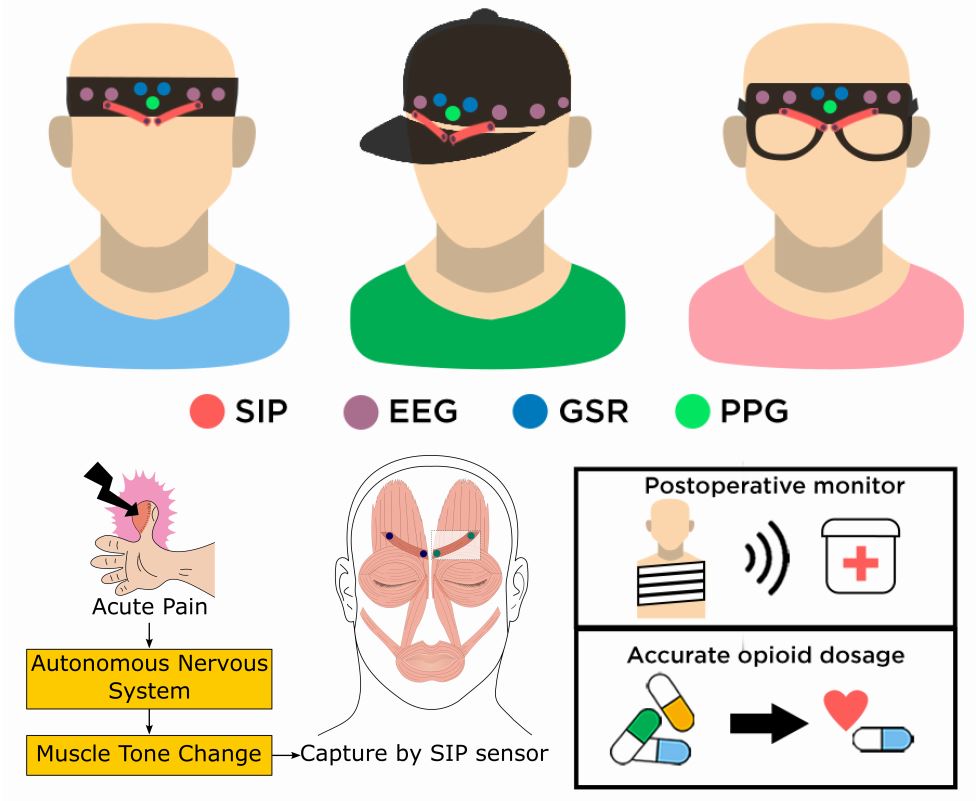 SIP
EEG
GSR
PPG
Acute Pain
Autonomous Nervous
System
Muscle Tone Change
Capture by SIP sensor
Postoperative monitor
Accurate opioid dosage